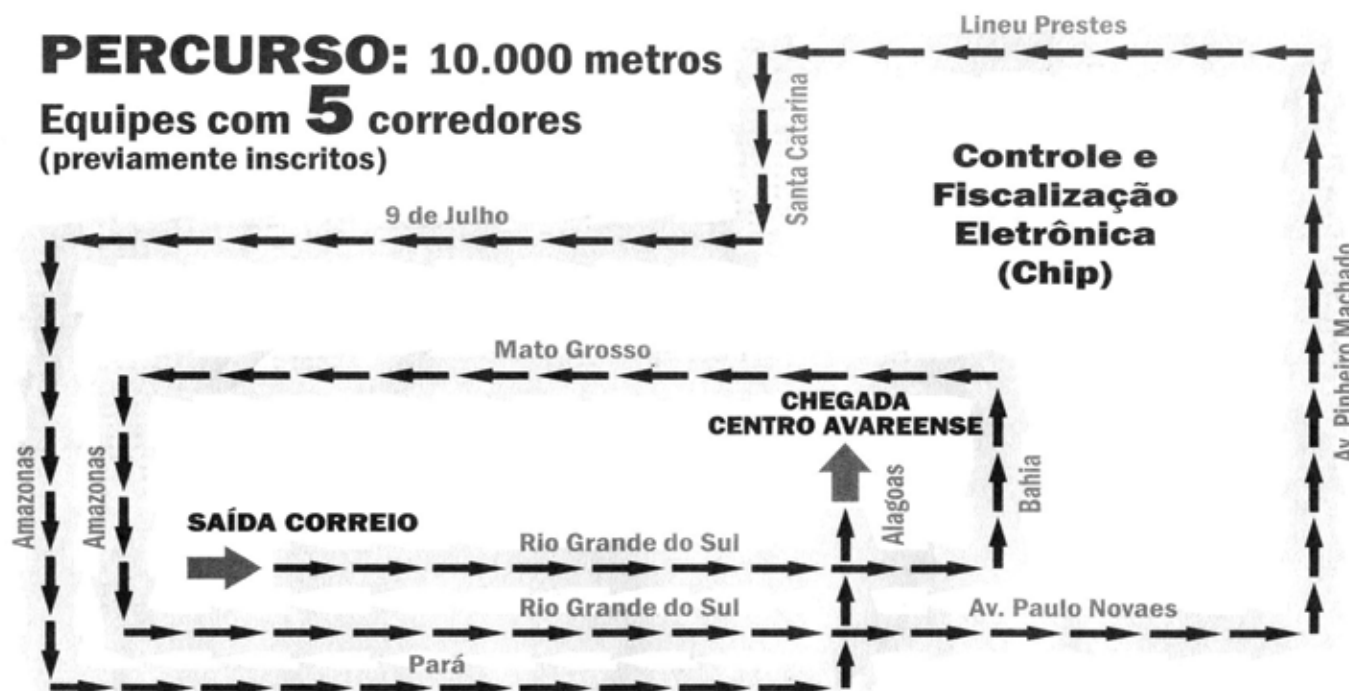 PERCURSO: 10.000 metros
Equipes com 5 corredores
(previamente inscritos)
Lineu Prestes
Santa Catarina
Controle e
Fiscalização
Eletrônica
(Chip)
9 de Julho
Av. Pinheiro Machado
Mato Grosso
CHEGADA
CENTRO AVAREENSE
Amazonas
Amazonas
Alagoas
Bahia
SAÍDA CORREIO
Rio Grande do Sul
Rio Grande do Sul
Av. Paulo Novaes
Pará